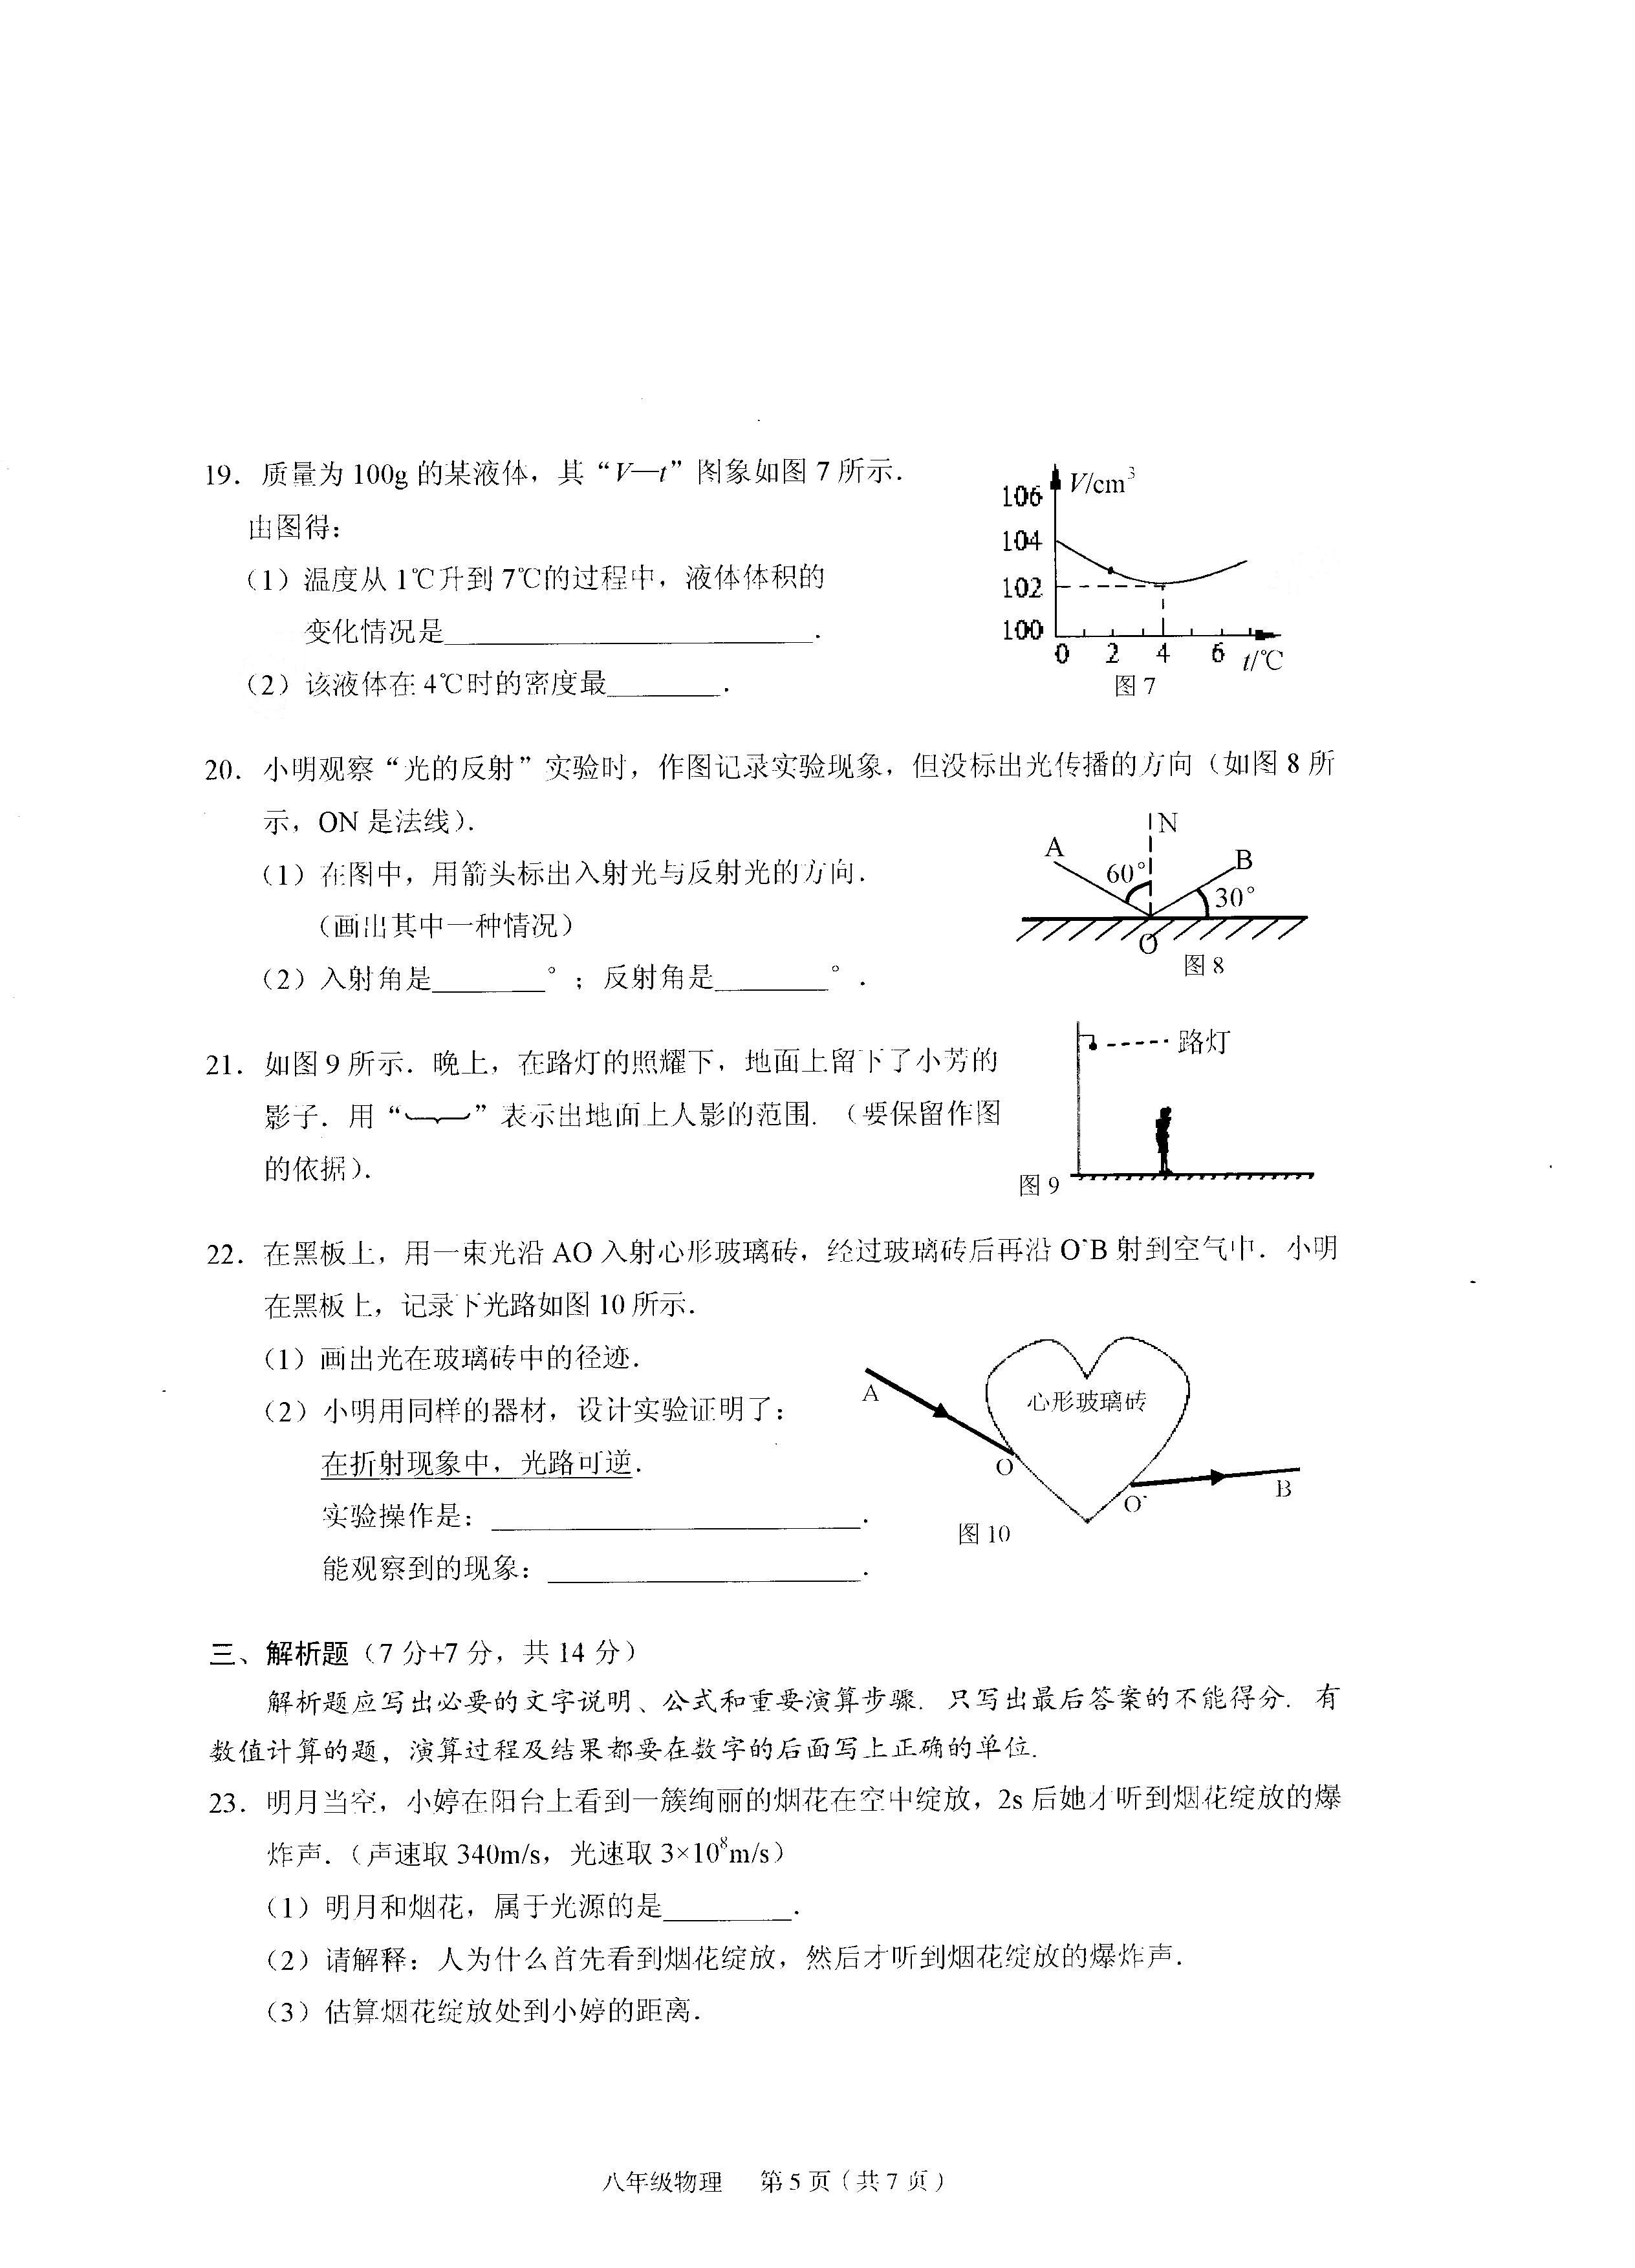 19．质量为 100g 的某液体，其“V—t”图象如图 7 所示．
由图得：
（1）温度从 1℃升到 7℃的过程中，液体体积的
变化情况是____________．
（2）该液体在 4℃时的密度最______．
V/cm³
106
104
102
100
0 2 4 6 t/℃
图 7
20．小明观察“光的反射”实验时，作图记录实验现象，但没标出光传播的方向（如图 8 所
示，ON 是法线）．
（1）在图中，用箭头标出入射光与反射光的方向．
（画出其中一种情况）
（2）入射角是______°；反射角是______°．
N
A
B
60°
30°
O
图 8
21．如图 9 所示．晚上，在路灯的照耀下，地面上留下了小芳的
影子．用“﹏”表示出地面上人影的范围．（要保留作图
的依据）．
路灯
图 9
22．在黑板上，用一束光沿 AO 入射心形玻璃砖，经过玻璃砖后再沿 O`B 射到空气中．小明
在黑板上，记录下光路如图 10 所示．
（1）画出光在玻璃砖中的径迹．
（2）小明用同样的器材，设计实验证明了：
在折射现象中，光路可逆．
实验操作是：____________．
能观察到的现象：____________．
A
心形玻璃砖
O
O`
B
图 10
三、解析题（7 分+7 分，共 14 分）
解析题应写出必要的文字说明、公式和重要演算步骤．只写出最后答案的不能得分．有
数值计算的题，演算过程及结果都要在数字的后面写上正确的单位．
23．明月当空，小婷在阳台上看到一簇绚丽的烟花在空中绽放，2s 后她才听到烟花绽放的爆
炸声．（声速取 340m/s，光速取 3×10⁸m/s）
（1）明月和烟花，属于光源的是______．
（2）请解释：人为什么首先看到烟花绽放，然后才听到烟花绽放的爆炸声．
（3）估算烟花绽放处到小婷的距离．
八年级物理 第 5 页（共 7 页）